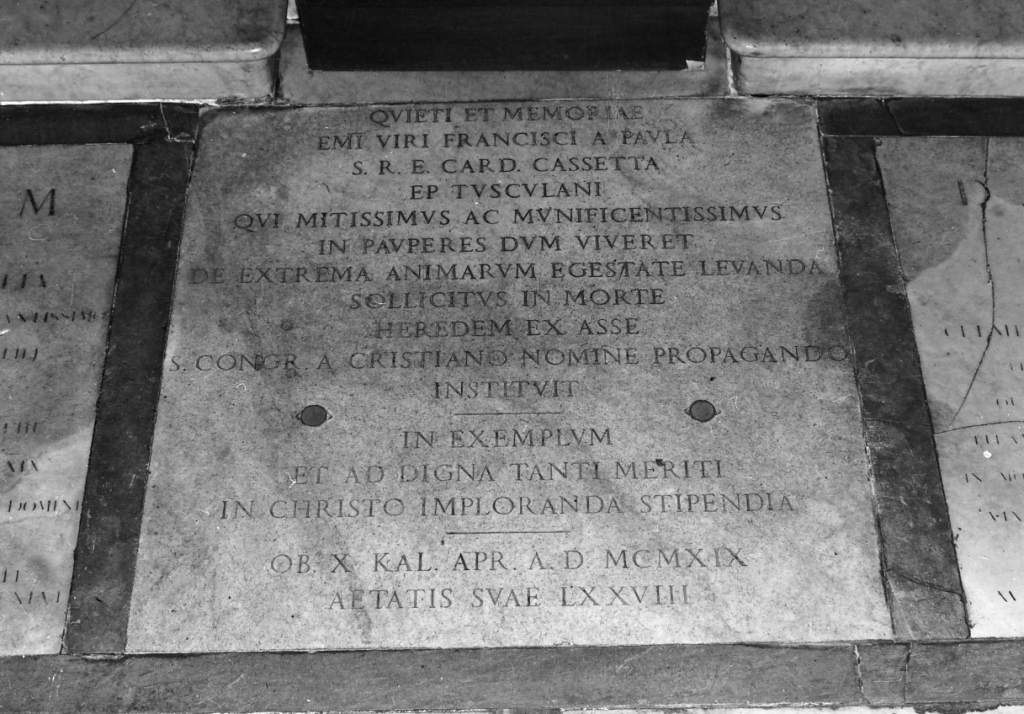 QVIETI ET MEMORIAE
EMI VIRI FRANCISCI A PAVLA
S. R. E. CARD. CASSETTA
EP TVSCVLANI
QVI MITISSIMVS AC MVNIFICENTISSIMVS
IN PAVPERES DVM VIVERET
DE EXTREMA ANIMARVM EGESTATE LEVANDA
SOLLICITVS IN MORTE
HEREDEM EX ASSE
S. CONGR. A CRISTIANO NOMINE PROPAGANDO
INSTITVIT
IN EXEMPLVM
ET AD DIGNA TANTI MERITI
IN CHRISTO IMPLORANDA STIPENDIA
OB. X KAL. APR. A. D. MCMXIX
AETATIS SVAE LXXVIII
M